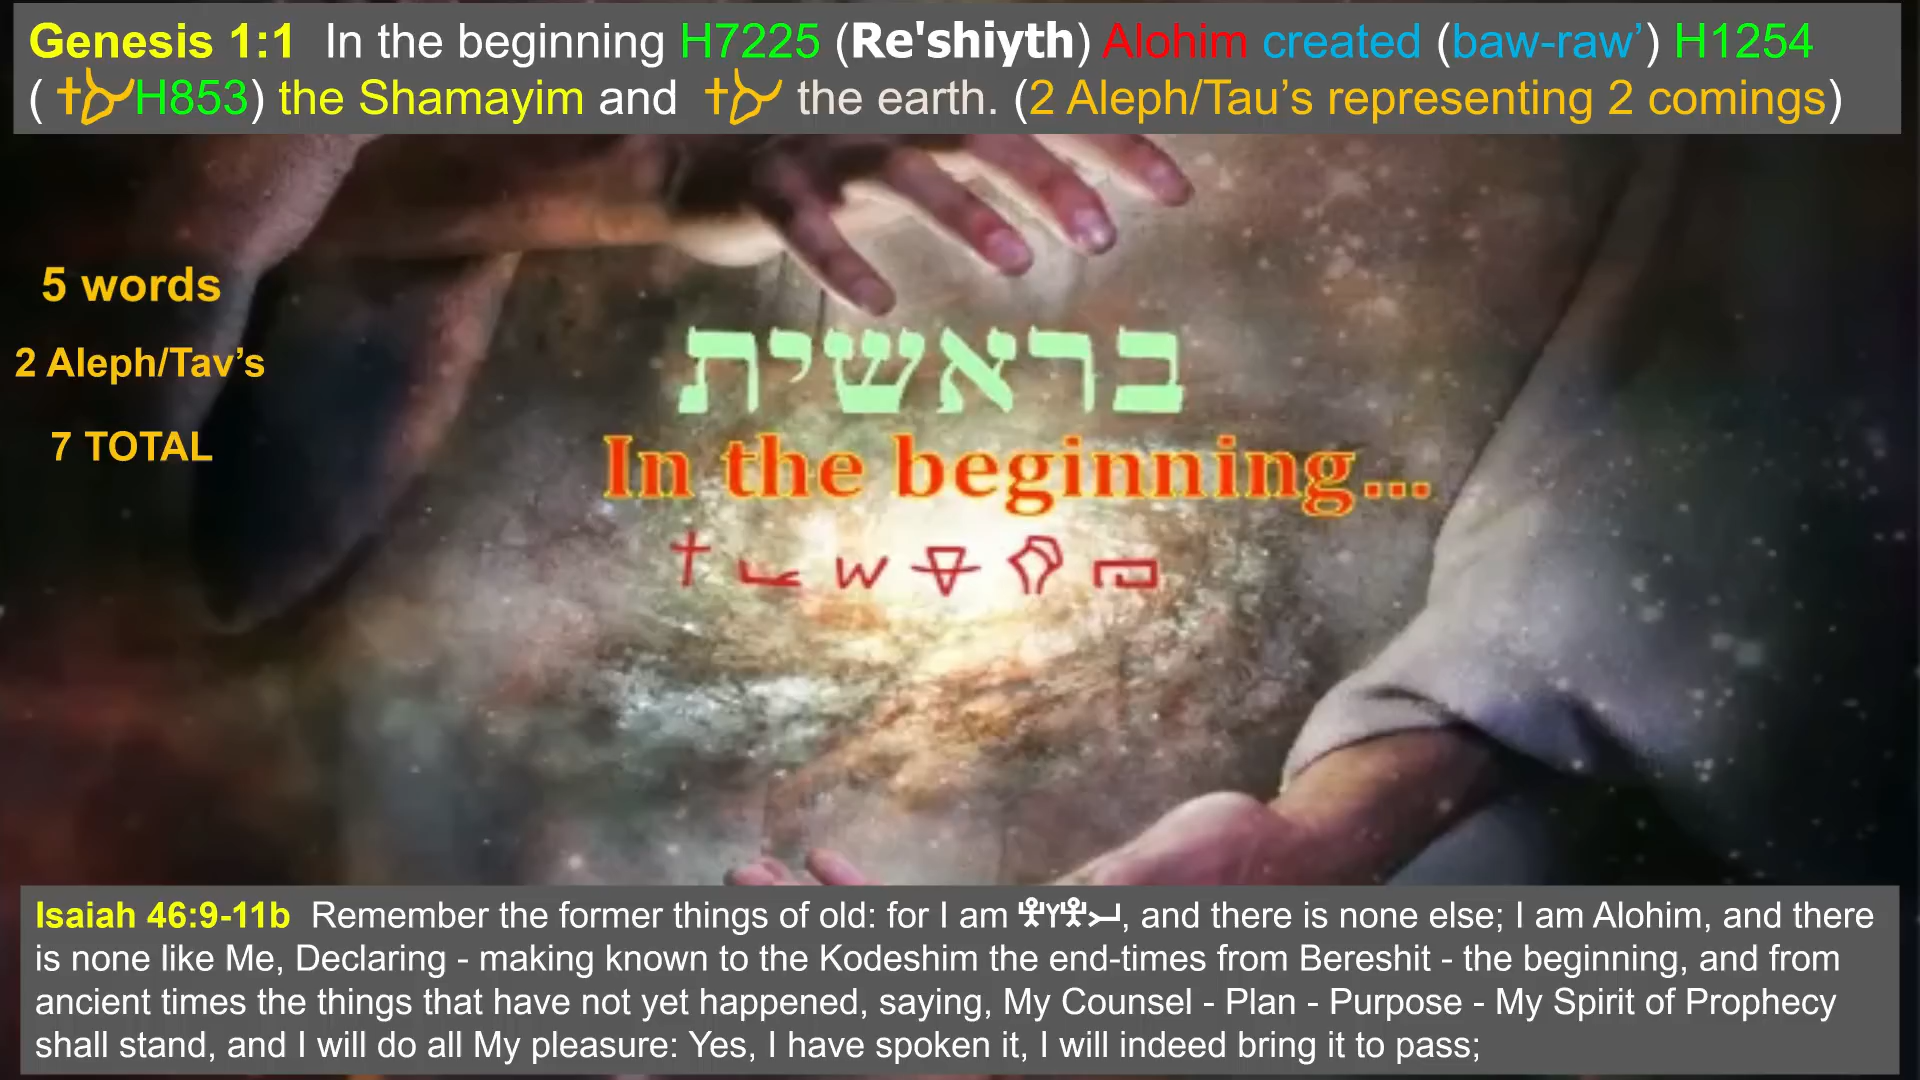 Genesis 1:1 In the beginning H7225 (Re'shiyth) Alohim created (baw-raw’) H1254
( H853) the Shamayim and the earth. (2 Aleph/Tau’s representing 2 comings)
5 words
2 Aleph/Tav’s
7 TOTAL
בראשית
In the beginning...
Isaiah 46:9-11b Remember the former things of old: for I am , and there is none else; I am Alohim, and there
is none like Me, Declaring - making known to the Kodeshim the end-times from Bereshit - the beginning, and from
ancient times the things that have not yet happened, saying, My Counsel - Plan - Purpose - My Spirit of Prophecy
shall stand, and I will do all My pleasure: Yes, I have spoken it, I will indeed bring it to pass;